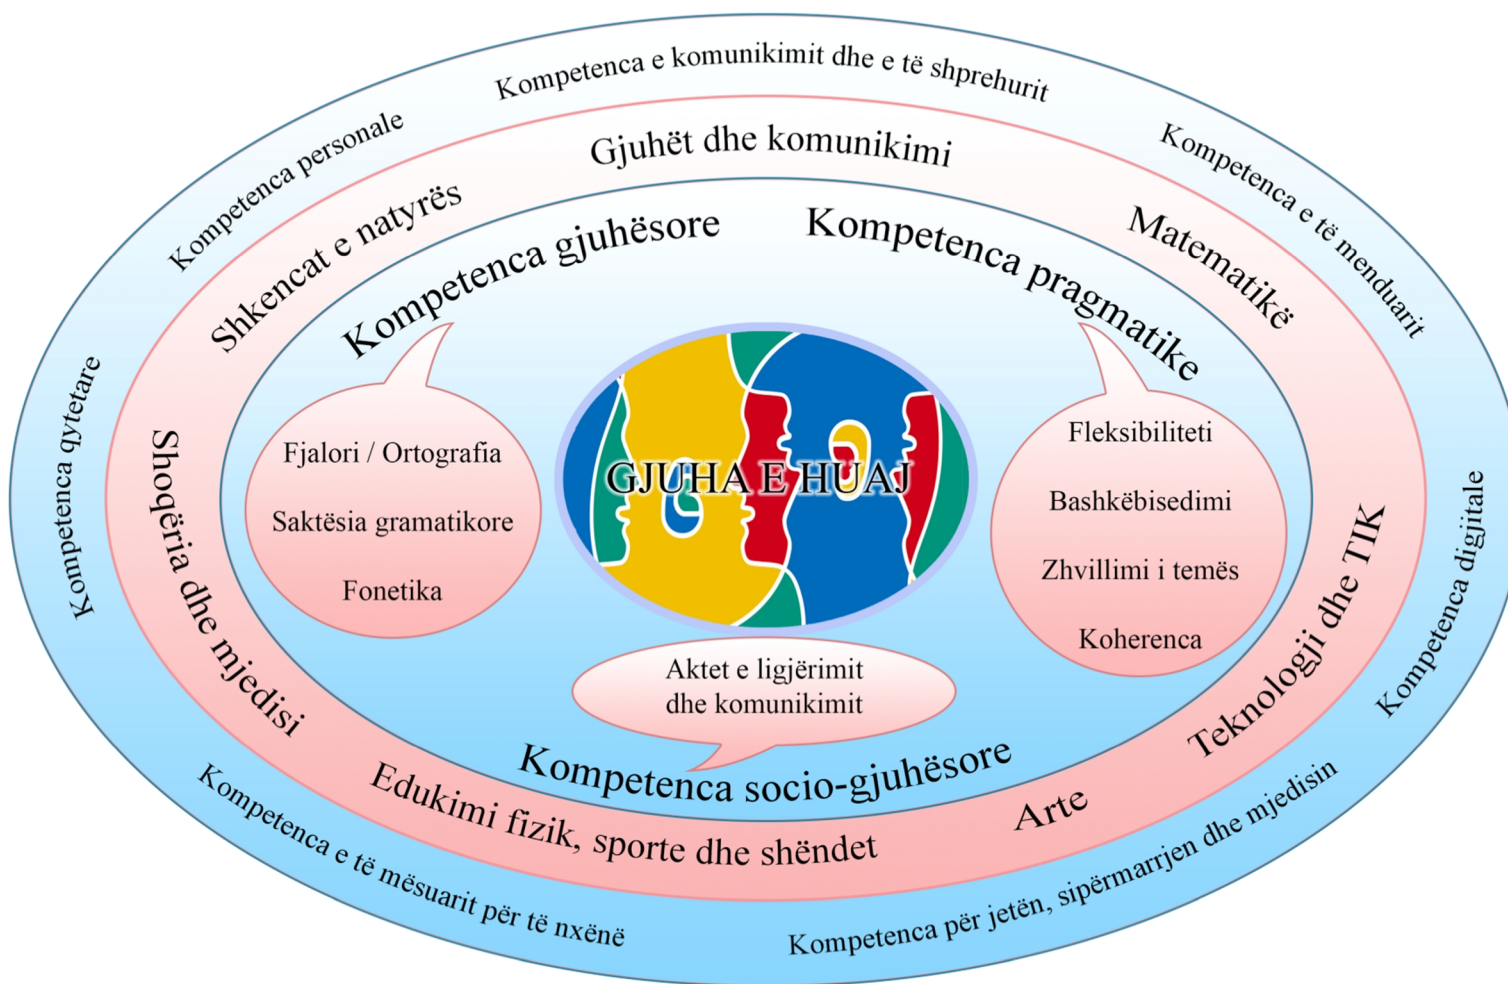 Kompetenca e komunikimit dhe e të shprehurit
Kompetenca personale
Kompetenca e të menduarit
Kompetenca qytetare
Kompetenca digjitale
Kompetenca e të mësuarit për të nxënë
Kompetenca për jetën, sipërmarrjen dhe mjedisin
Gjuhët dhe komunikimi
Shkencat e natyrës
Matematikë
Shoqëria dhe mjedisi
Teknologji dhe TIK
Edukimi fizik, sporte dhe shëndet
Arte
Kompetenca gjuhësore
Kompetenca pragmatike
Fjalori / Ortografia
Saktësia gramatikore
Fonetika
GJUHA E HUAJ
Fleksibiliteti
Bashkëbisedimi
Zhvillimi i temës
Koherenca
Aktet e ligjërimit
dhe komunikimit
Kompetenca socio-gjuhësore